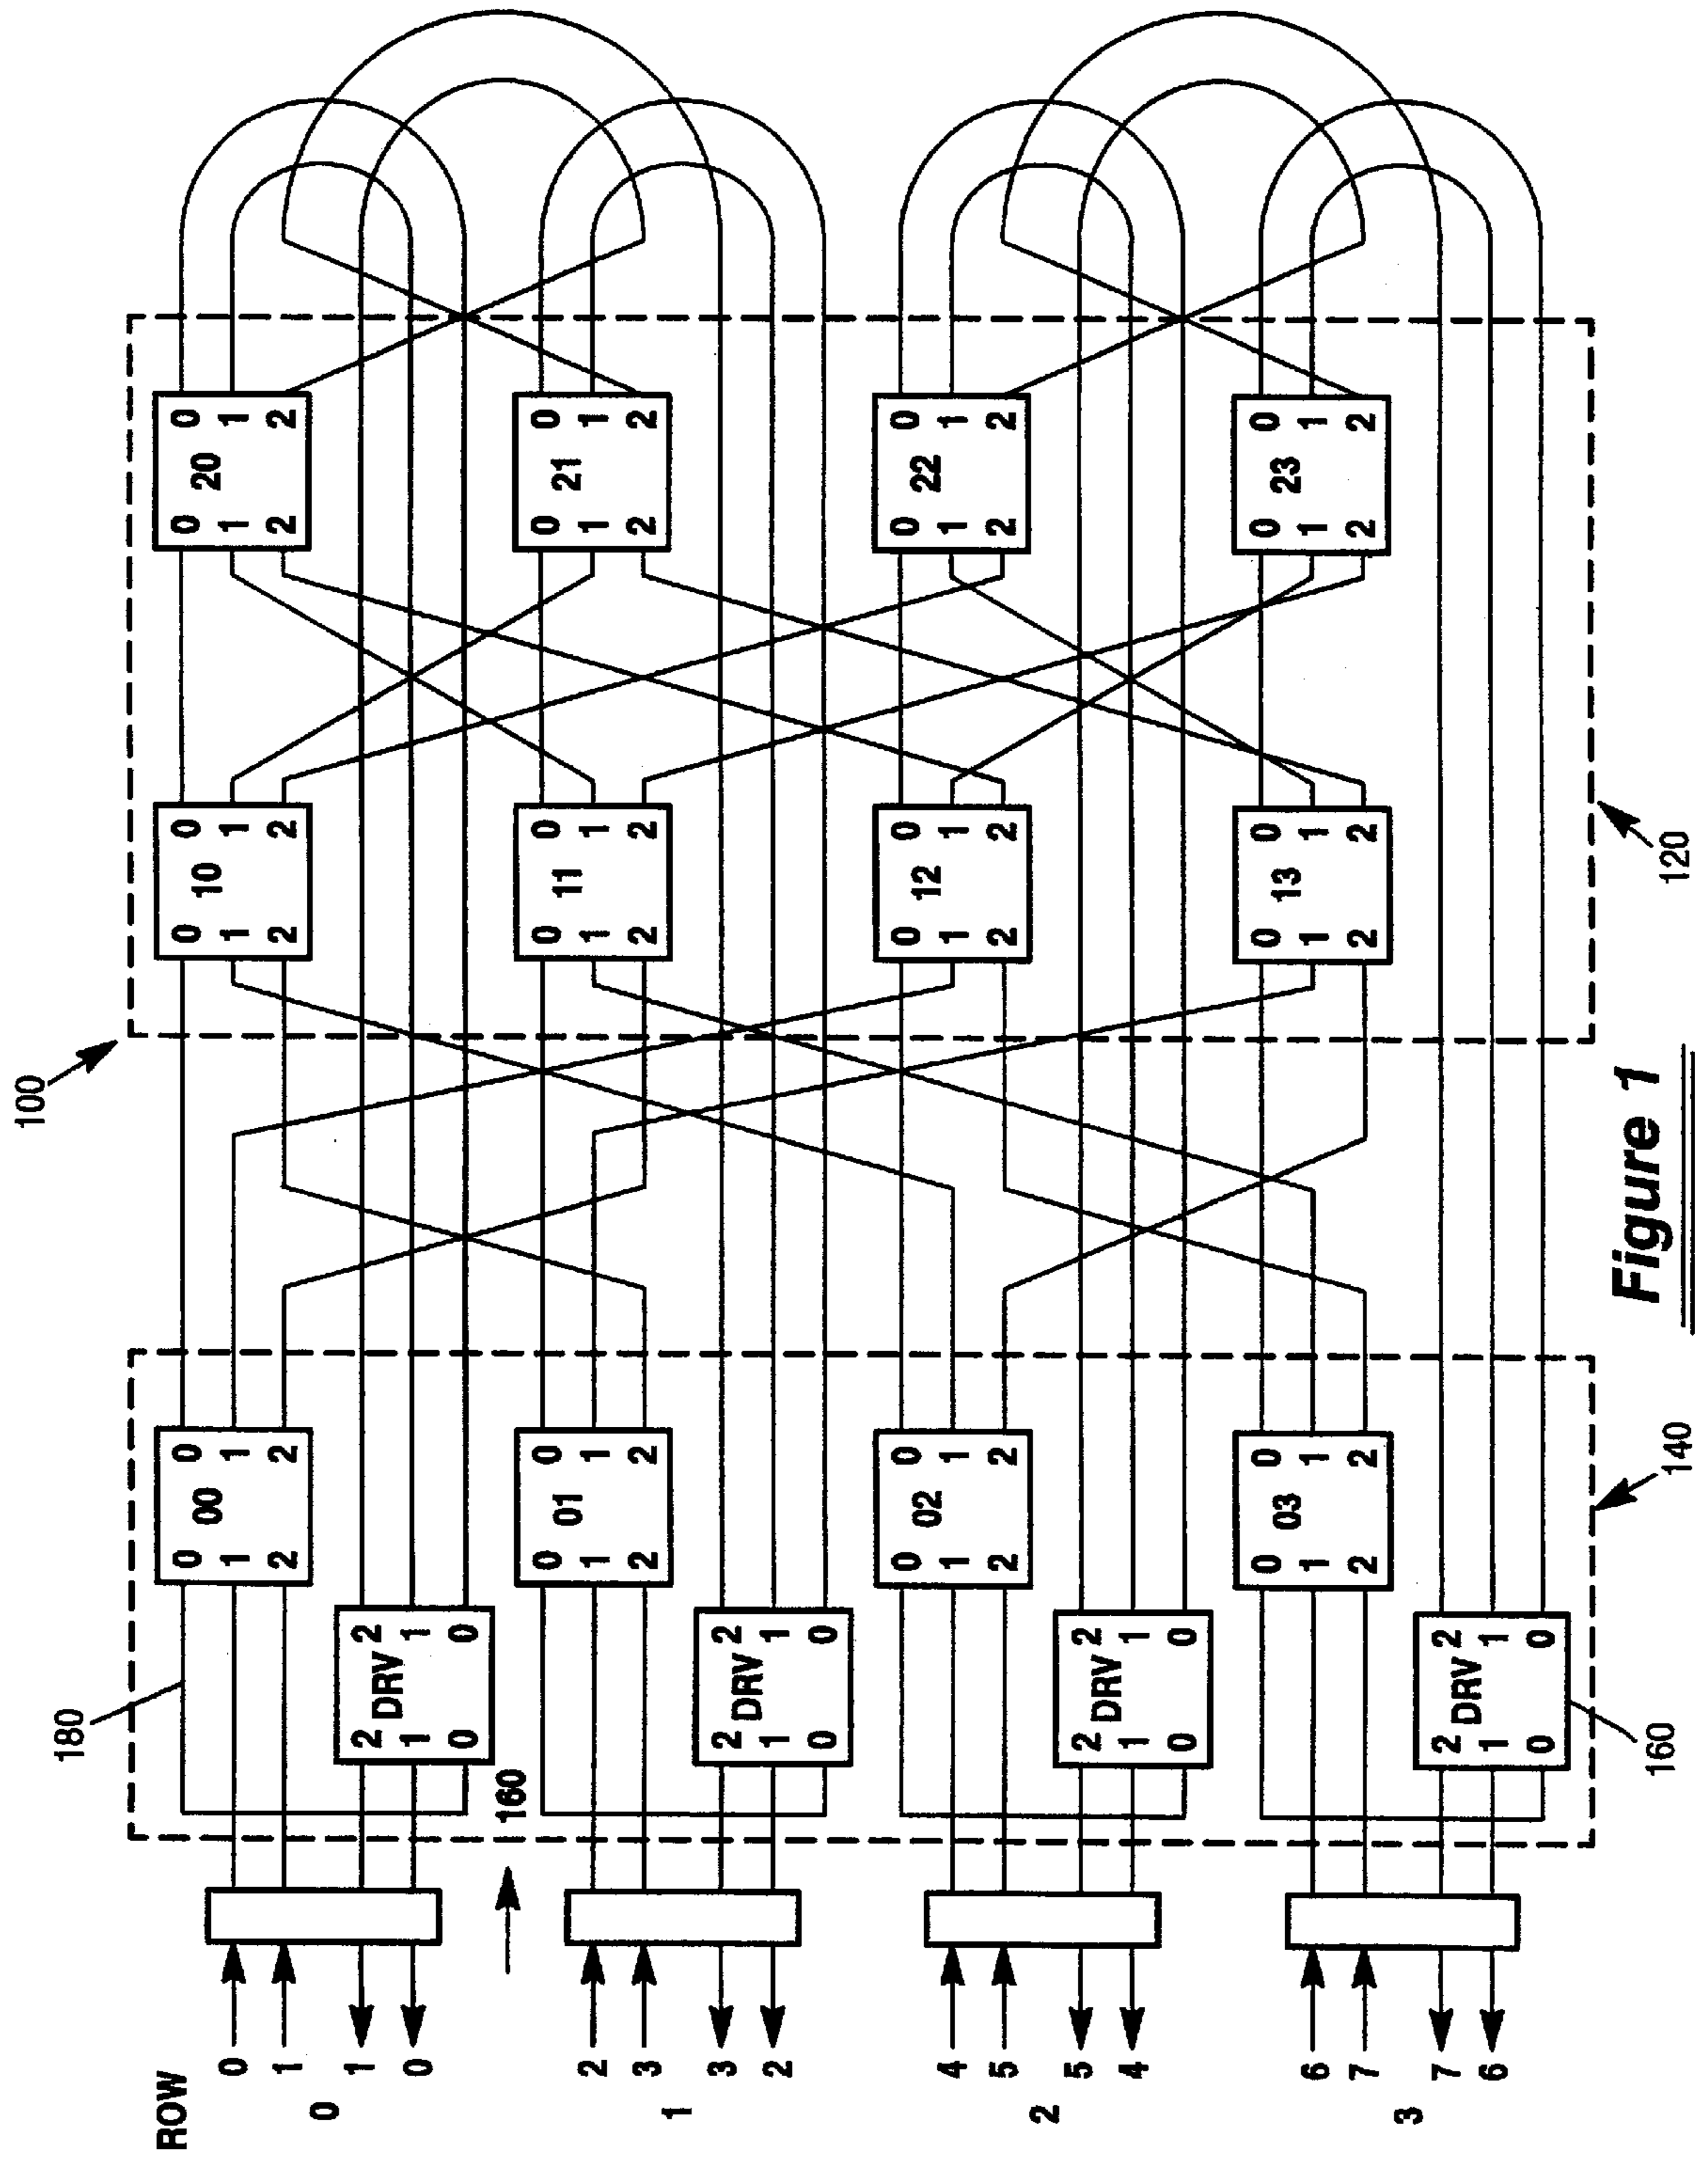 180
100
ROW
0 0 0 0 0 0
00 10 20
0 1 1 1 1 1 1
1 2 2 2 2 2 2
0
1 2 DRV 2
0 1 1
0 0
160
0 0 0 0 0 0
01 11 21
2 1 1 1 1 1 1
3 2 2 2 2 2 2
1
3 2 DRV 2
2 1 1
0 0
0 0 0 0 0 0
02 12 22
4 1 1 1 1 1 1
5 2 2 2 2 2 2
2
5 2 DRV 2
4 1 1
0 0
0 0 0 0 0 0
03 13 23
6 1 1 1 1 1 1
7 2 2 2 2 2 2
3
7 2 DRV 2
6 1 1
0 0
160
140
120
Figure 1